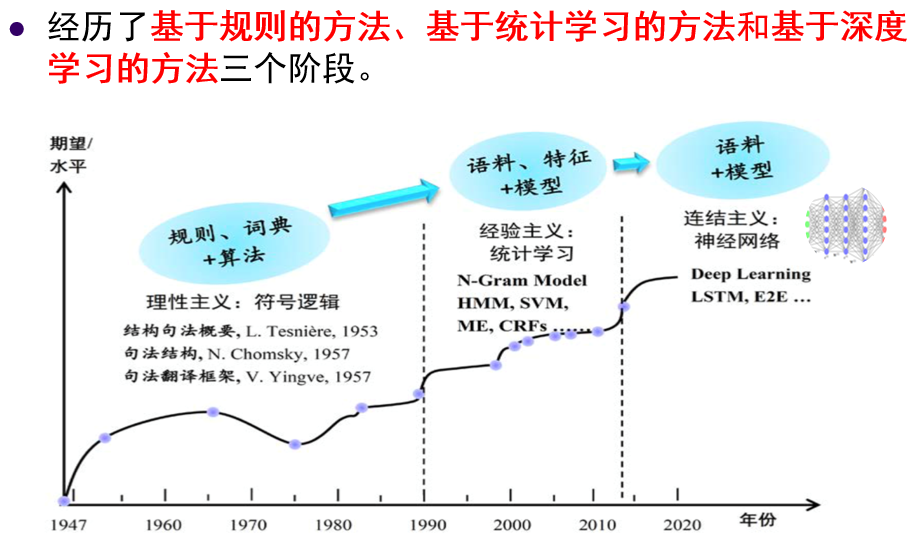 ● 经历了基于规则的方法、基于统计学习的方法和基于深度
学习的方法三个阶段。
期望/
水平
规则、词典
+算法
理性主义：符号逻辑
结构句法概要, L. Tesnière, 1953
句法结构, N. Chomsky, 1957
句法翻译框架, V. Yingve, 1957
语料、特征
+模型
经验主义：
统计学习
N-Gram Model
HMM, SVM,
ME, CRFs ……
语料
+模型
连结主义：
神经网络
Deep Learning
LSTM, E2E …
1947 1960 1970 1980 1990 2000 2010 2020 年份